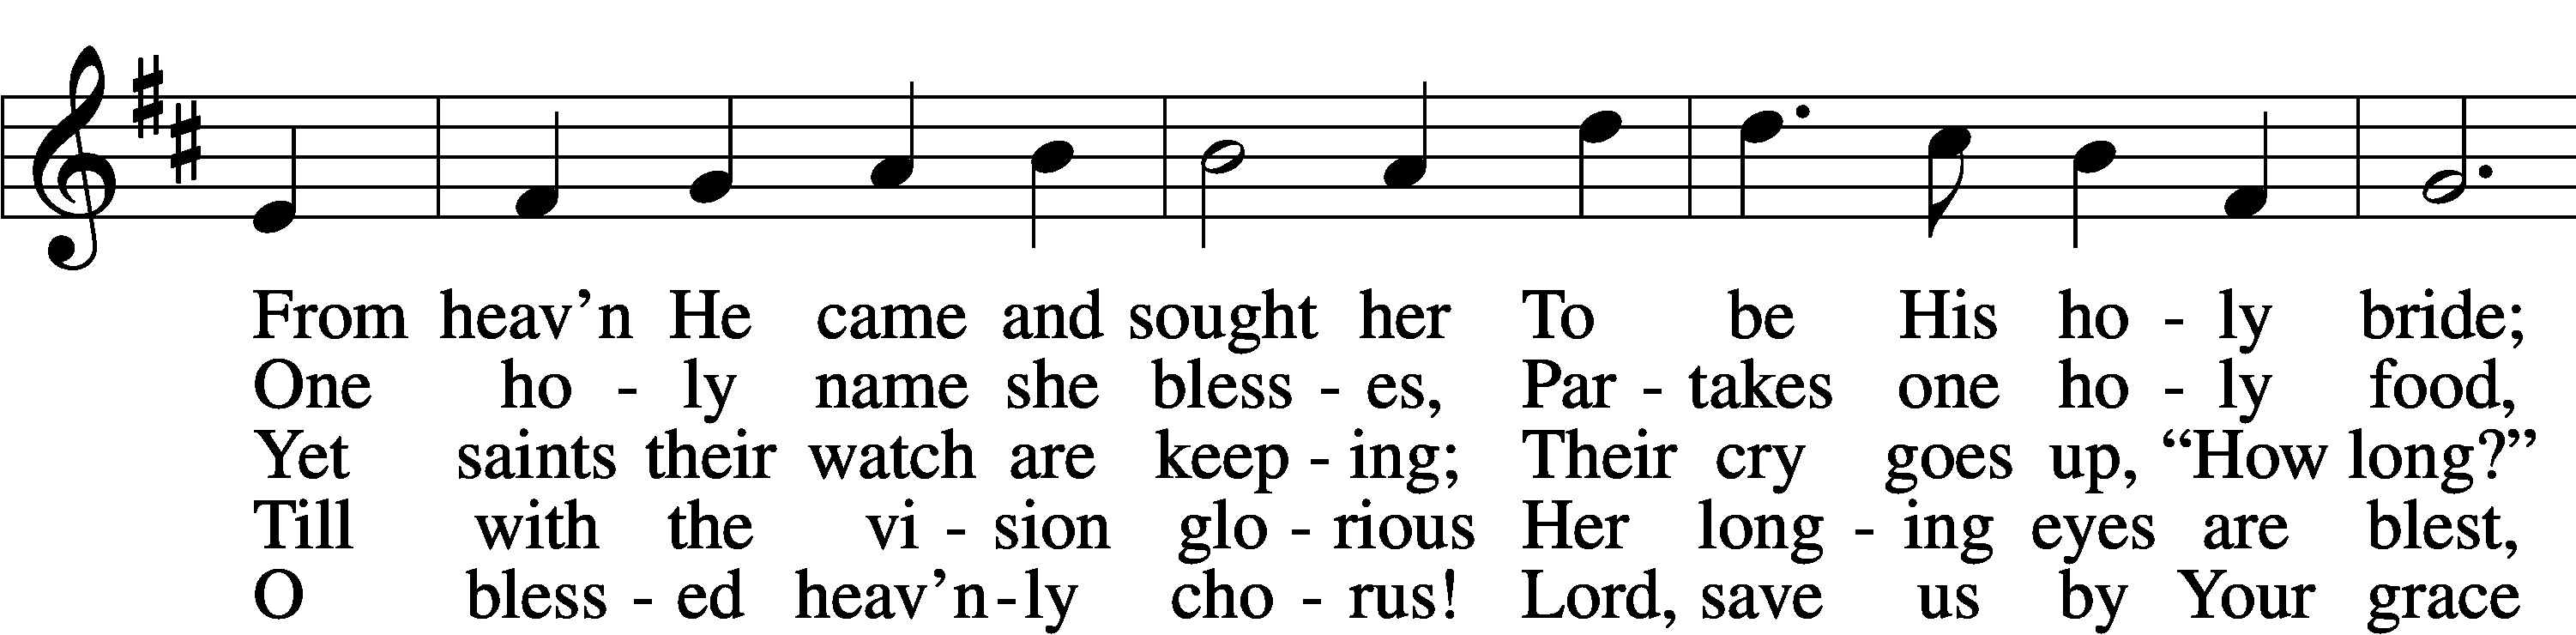 From heav’n He came and sought her To be His ho - ly bride;
One ho - ly name she bless - es, Par - takes one ho - ly food,
Yet saints their watch are keep - ing; Their cry goes up, “How long?”
Till with the vi - sion glo - rious Her long - ing eyes are blest,
O bless - ed heav’n - ly cho - rus! Lord, save us by Your grace